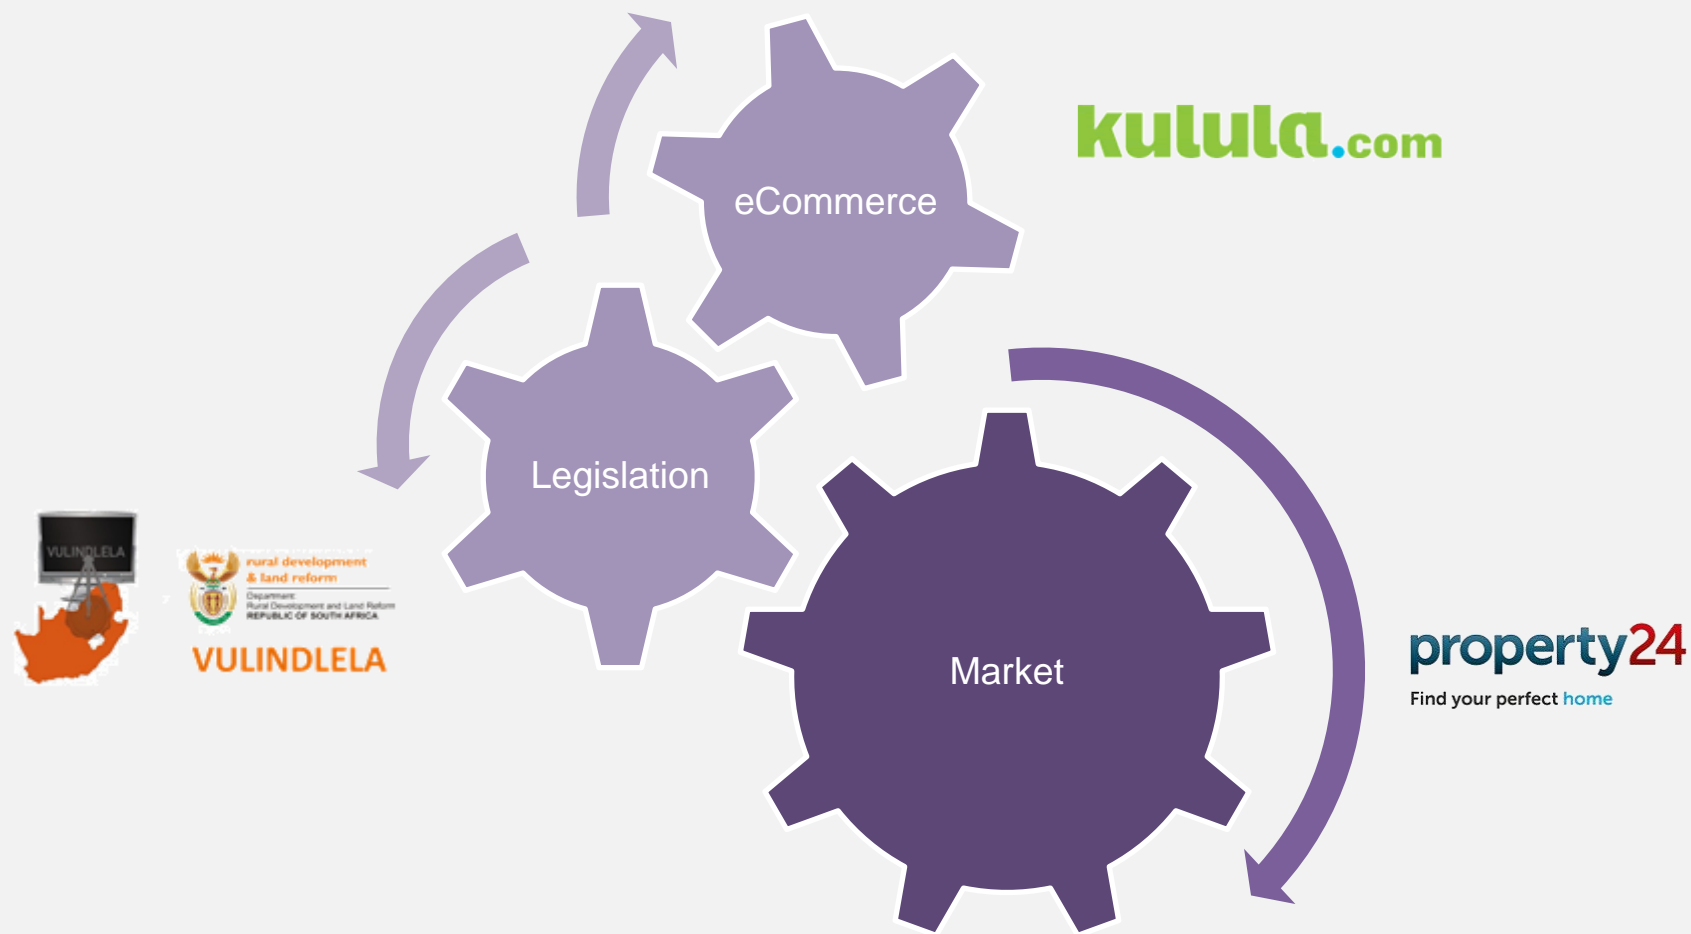 eCommerce
kulula.com
Legislation
Market
VULINDLELA
rural development
& land reform
Department:
Rural Development and Land Reform
REPUBLIC OF SOUTH AFRICA
VULINDLELA
property24
Find your perfect home